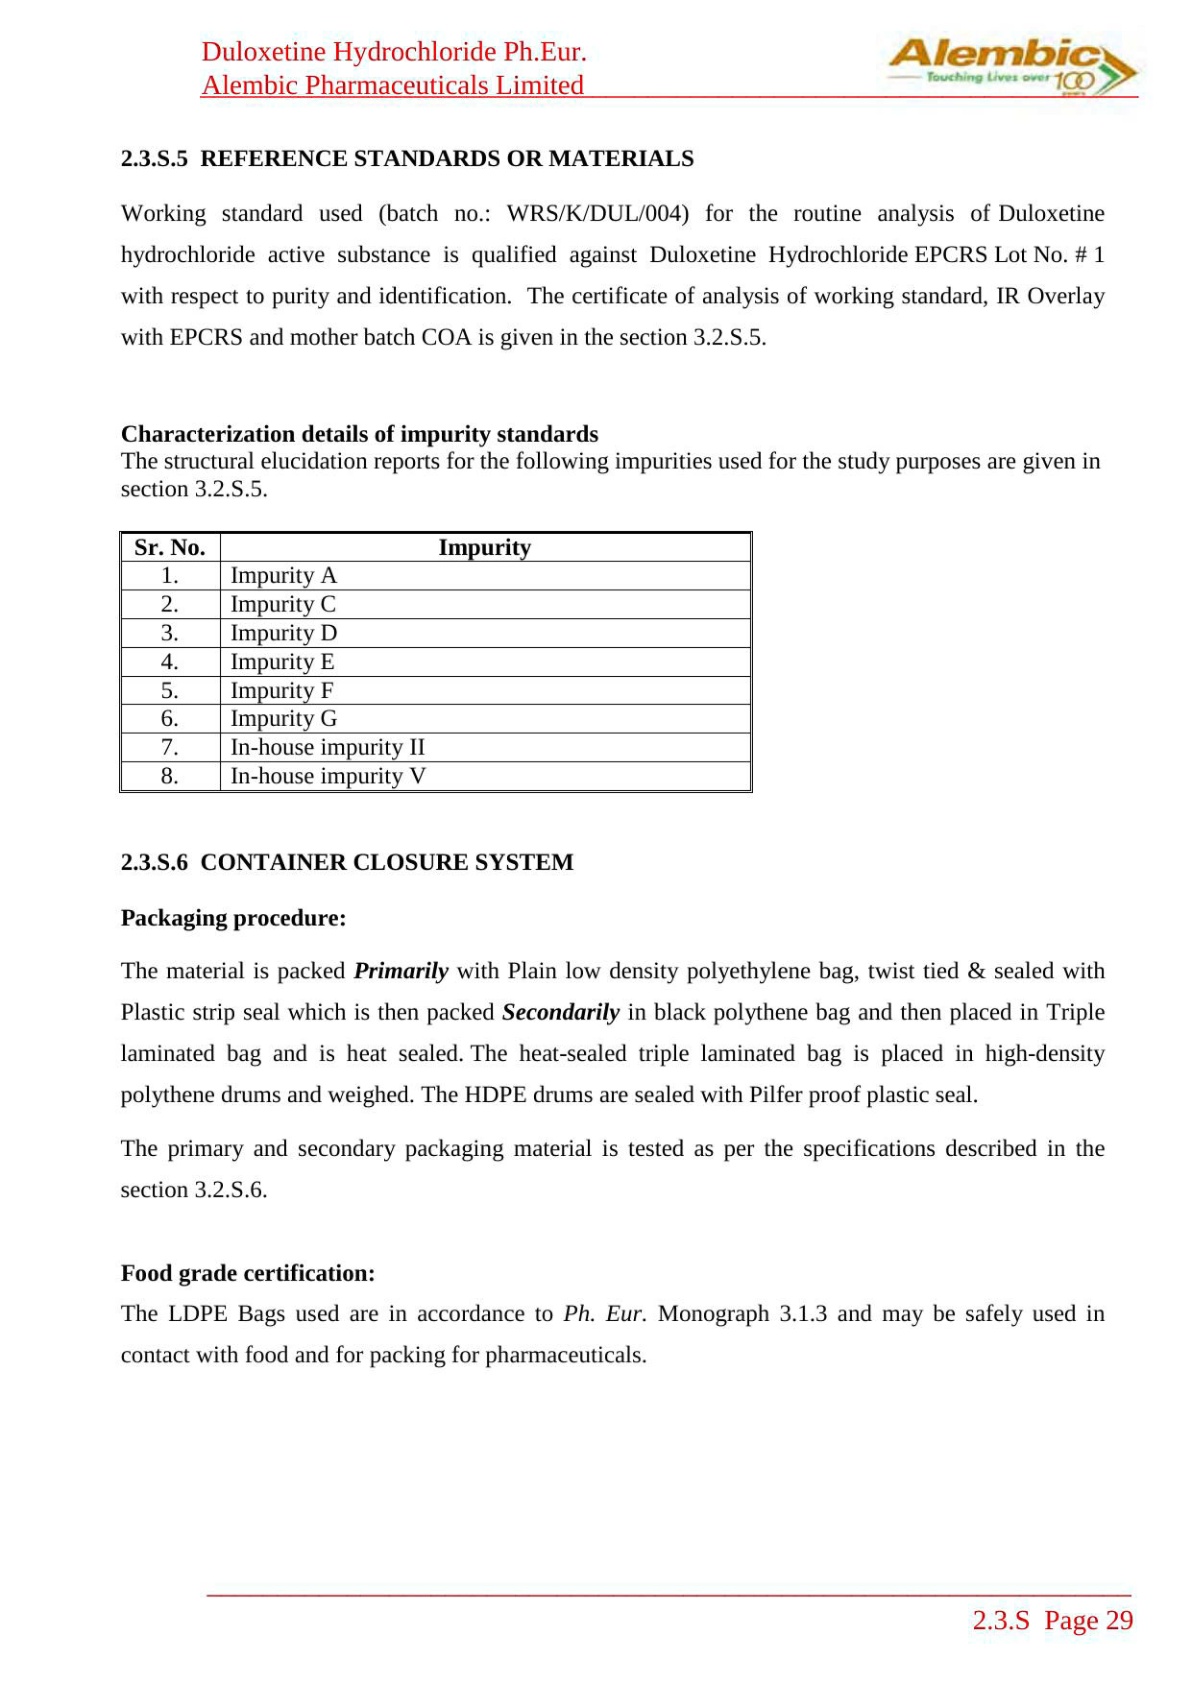 Duloxetine Hydrochloride Ph.Eur.
Alembic Pharmaceuticals Limited
Alembic
Touching Lives over 100 years
2.3.S.5 REFERENCE STANDARDS OR MATERIALS
Working standard used (batch no.: WRS/K/DUL/004) for the routine analysis of Duloxetine
hydrochloride active substance is qualified against Duloxetine Hydrochloride EPCRS Lot No. # 1
with respect to purity and identification. The certificate of analysis of working standard, IR Overlay
with EPCRS and mother batch COA is given in the section 3.2.S.5.
Characterization details of impurity standards
The structural elucidation reports for the following impurities used for the study purposes are given in
section 3.2.S.5.
Sr. No. Impurity
1. Impurity A
2. Impurity C
3. Impurity D
4. Impurity E
5. Impurity F
6. Impurity G
7. In-house impurity II
8. In-house impurity V
2.3.S.6 CONTAINER CLOSURE SYSTEM
Packaging procedure:
The material is packed Primarily with Plain low density polyethylene bag, twist tied & sealed with
Plastic strip seal which is then packed Secondarily in black polythene bag and then placed in Triple
laminated bag and is heat sealed. The heat-sealed triple laminated bag is placed in high-density
polythene drums and weighed. The HDPE drums are sealed with Pilfer proof plastic seal.
The primary and secondary packaging material is tested as per the specifications described in the
section 3.2.S.6.
Food grade certification:
The LDPE Bags used are in accordance to Ph. Eur. Monograph 3.1.3 and may be safely used in
contact with food and for packing for pharmaceuticals.
2.3.S Page 29